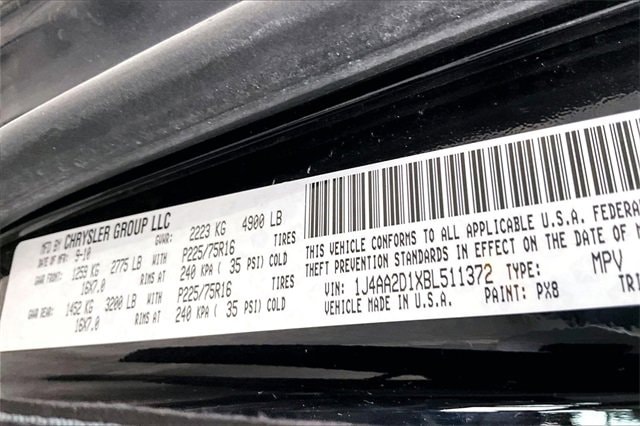 MFD BY CHRYSLER GROUP LLC
DATE OF MFR: 9-10 GVWR: 2223 KG 4900 LB
GAWR FRONT: 1259 KG 2775 LB WITH P225/75R16 TIRES
16X7.0 RIMS AT 240 KPA ( 35 PSI) COLD
GAWR REAR: 1452 KG 3200 LB WITH P225/75R16 TIRES
16X7.0 RIMS AT 240 KPA ( 35 PSI) COLD
THIS VEHICLE CONFORMS TO ALL APPLICABLE U.S.A. FEDERA
THEFT PREVENTION STANDARDS IN EFFECT ON THE DATE OF M
VIN: 1J4AA2D1XBL511372 TYPE: MPV
VEHICLE MADE IN U.S.A. PAINT: PX8 TRI